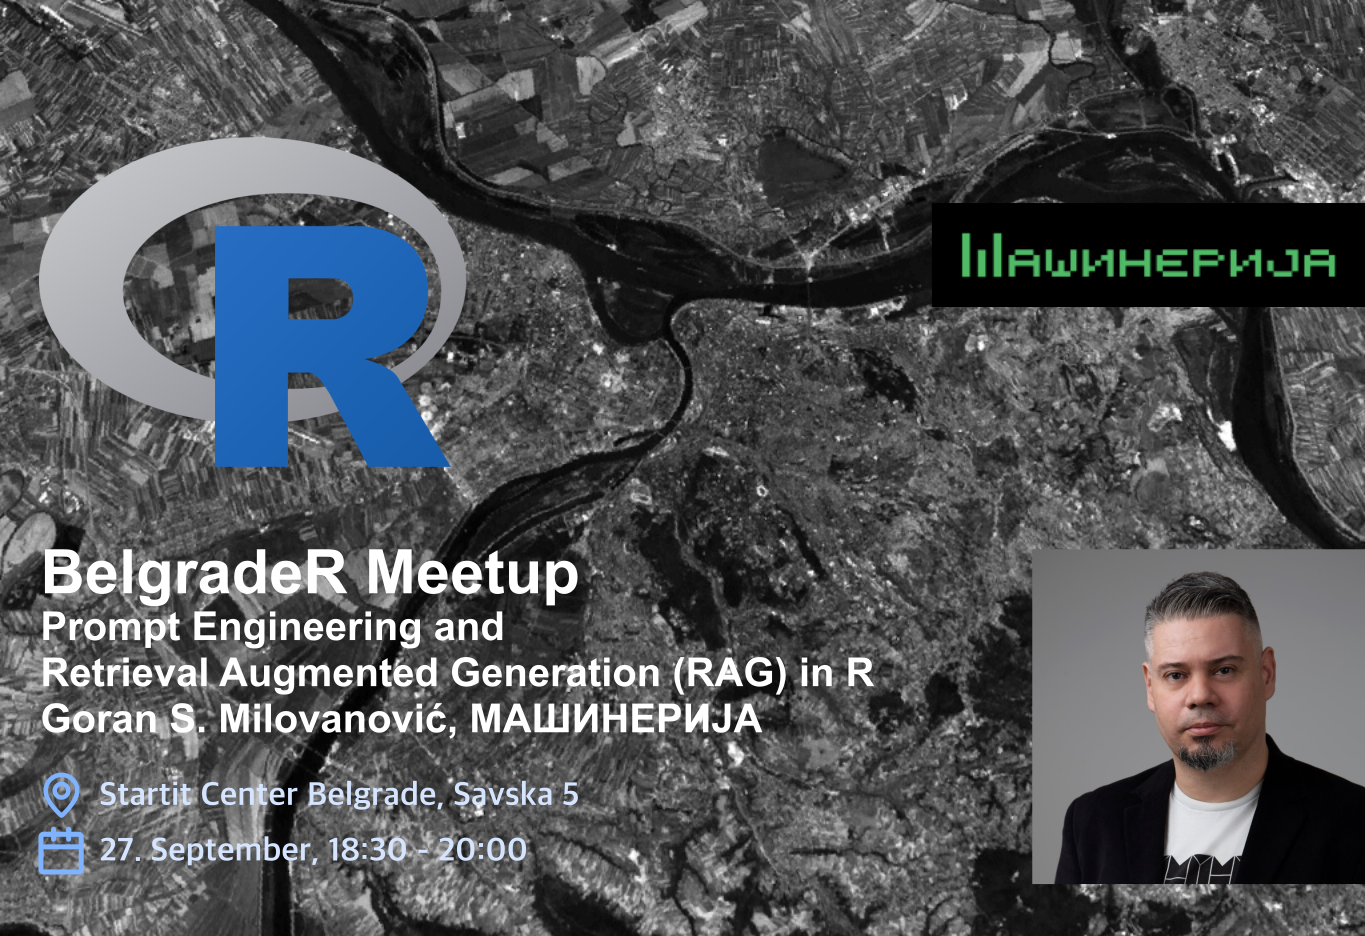 R
Машинерија
BelgradeR Meetup
Prompt Engineering and
Retrieval Augmented Generation (RAG) in R
Goran S. Milovanović, МАШИНЕРИЈА
Startit Center Belgrade, Savska 5
27. September, 18:30 - 20:00